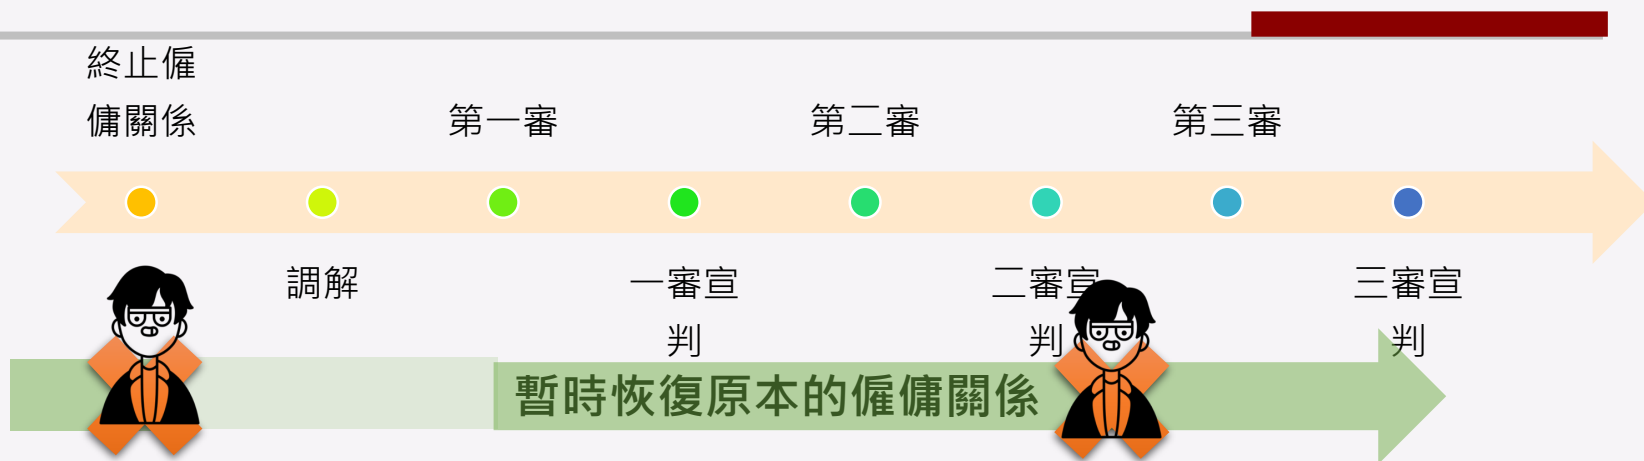 終止僱
傭關係
第一審
第二審
第三審
調解
一審宣
判
二審宣
判
三審宣
判
暫時恢復原本的僱傭關係